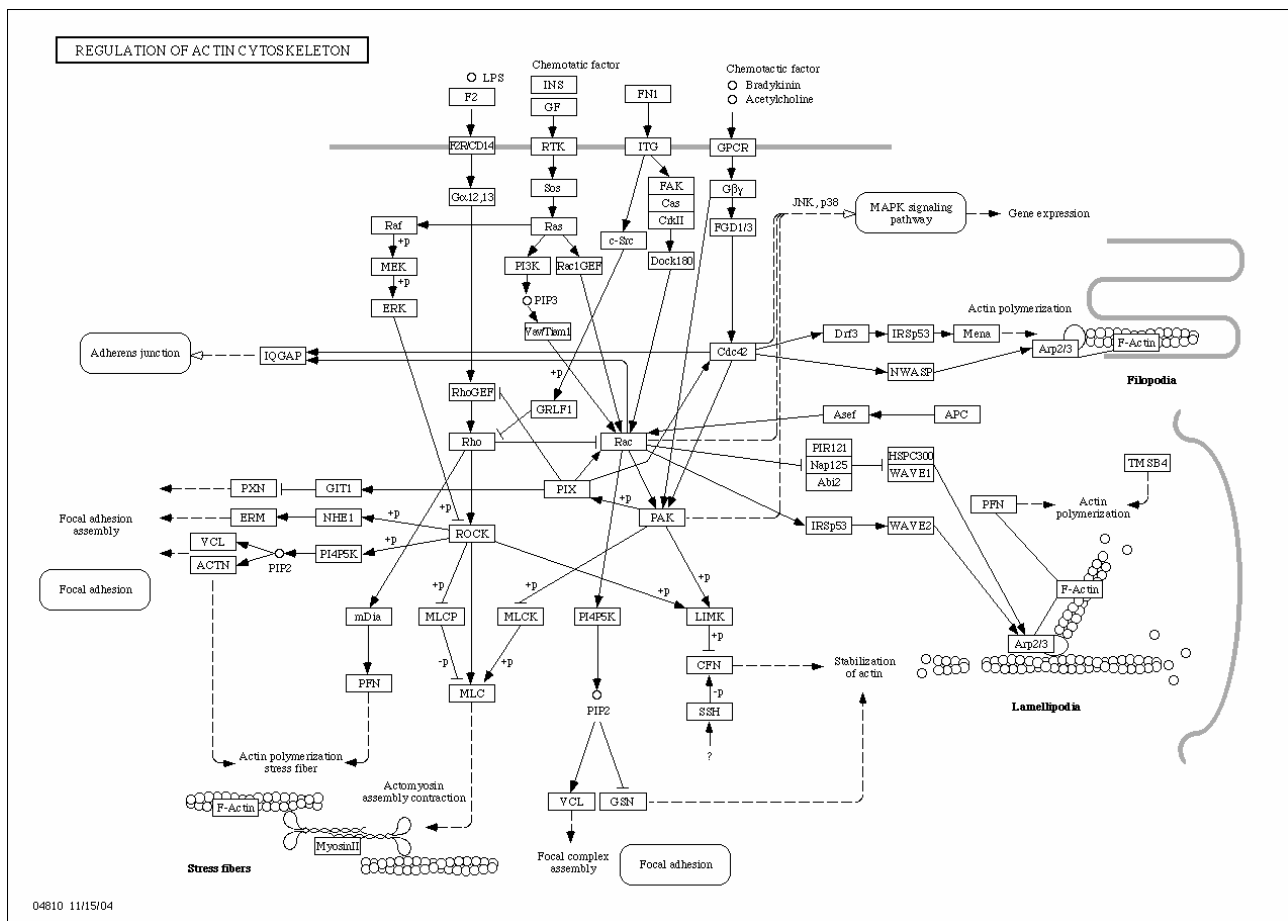 REGULATION OF ACTIN CYTOSKELETON
LPS
F2
Chemotatic factor
INS
GF
FN1
Chemotactic factor
Bradykinin
Acetylcholine
F2R/CD14
RTK
ITG
GPCR
Gα12,13
Sos
FAK
Cas
CrkII
Gβγ
JNK, p38
MAPK signaling
pathway
Gene expression
Raf
Ras
c-Src
FGD1/3
+p
MEK
PI3K
Rac1GEF
Dock180
+p
ERK
PIP3
Vav/Tiam1
Actin polymerization
Drf3
IRSp53
Mena
Adherens junction
IQGAP
Cdc42
Arp2/3
F-Actin
NWASP
Filopodia
+p
RhoGEF
GRLF1
Asef
APC
Rho
Rac
PIR121
Nap125
Abi2
HSPC300
WAVE1
TMSB4
PXN
GIT1
PIX
+p
PFN
Actin
polymerization
Focal adhesion
assembly
ERM
NHE1
+p
+p
ROCK
PAK
IRSp53
WAVE2
VCL
ACTN
PIP2
PI4P5K
+p
Focal adhesion
+p
+p
+p
+p
F-Actin
mDia
MLCP
MLCK
PI4P5K
LIMK
+p
Arp2/3
-p
+p
CFN
Stabilization
of actin
PFN
MLC
-p
PIP2
SSH
Lamellipodia
?
Actin polymerization
stress fiber
Actomyosin
assembly contraction
F-Actin
VCL
GSN
MyosinII
Stress fibers
Focal complex
assembly
Focal adhesion
04810 11/15/04